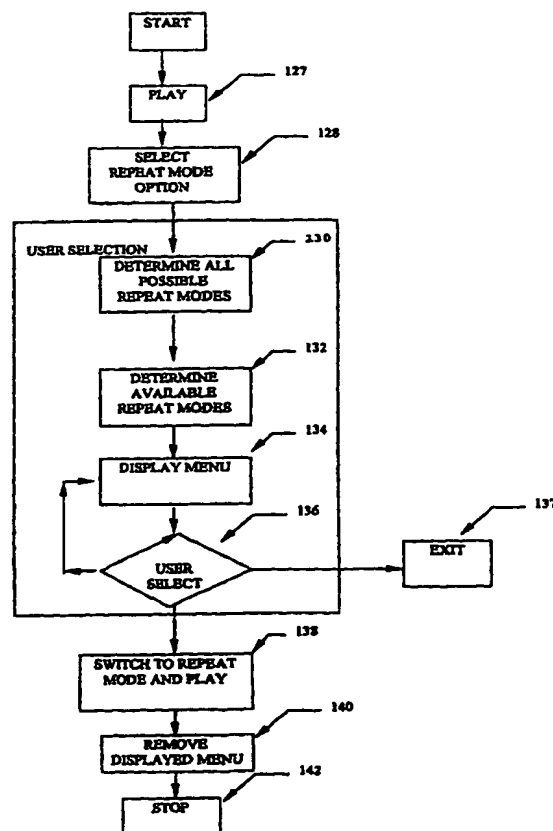 START
PLAY
127
SELECT
REPEAT MODE
OPTION
128
USER SELECTION
DETERMINE ALL
POSSIBLE
REPEAT MODES
230
DETERMINE
AVAILABLE
REPEAT MODES
132
DISPLAY MENU
134
USER
SELECT
136
EXIT
137
SWITCH TO REPEAT
MODE AND PLAY
138
REMOVE
DISPLAYED MENU
140
STOP
142